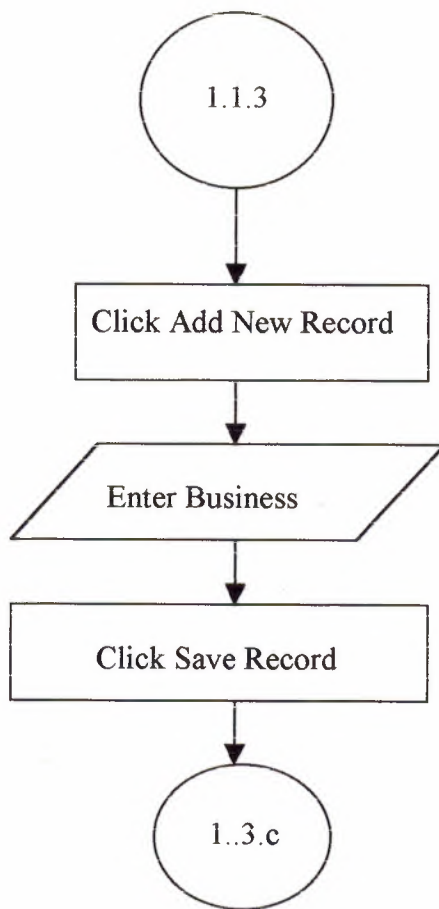 1.1.3
Click Add New Record
Enter Business
Click Save Record
1..3.c